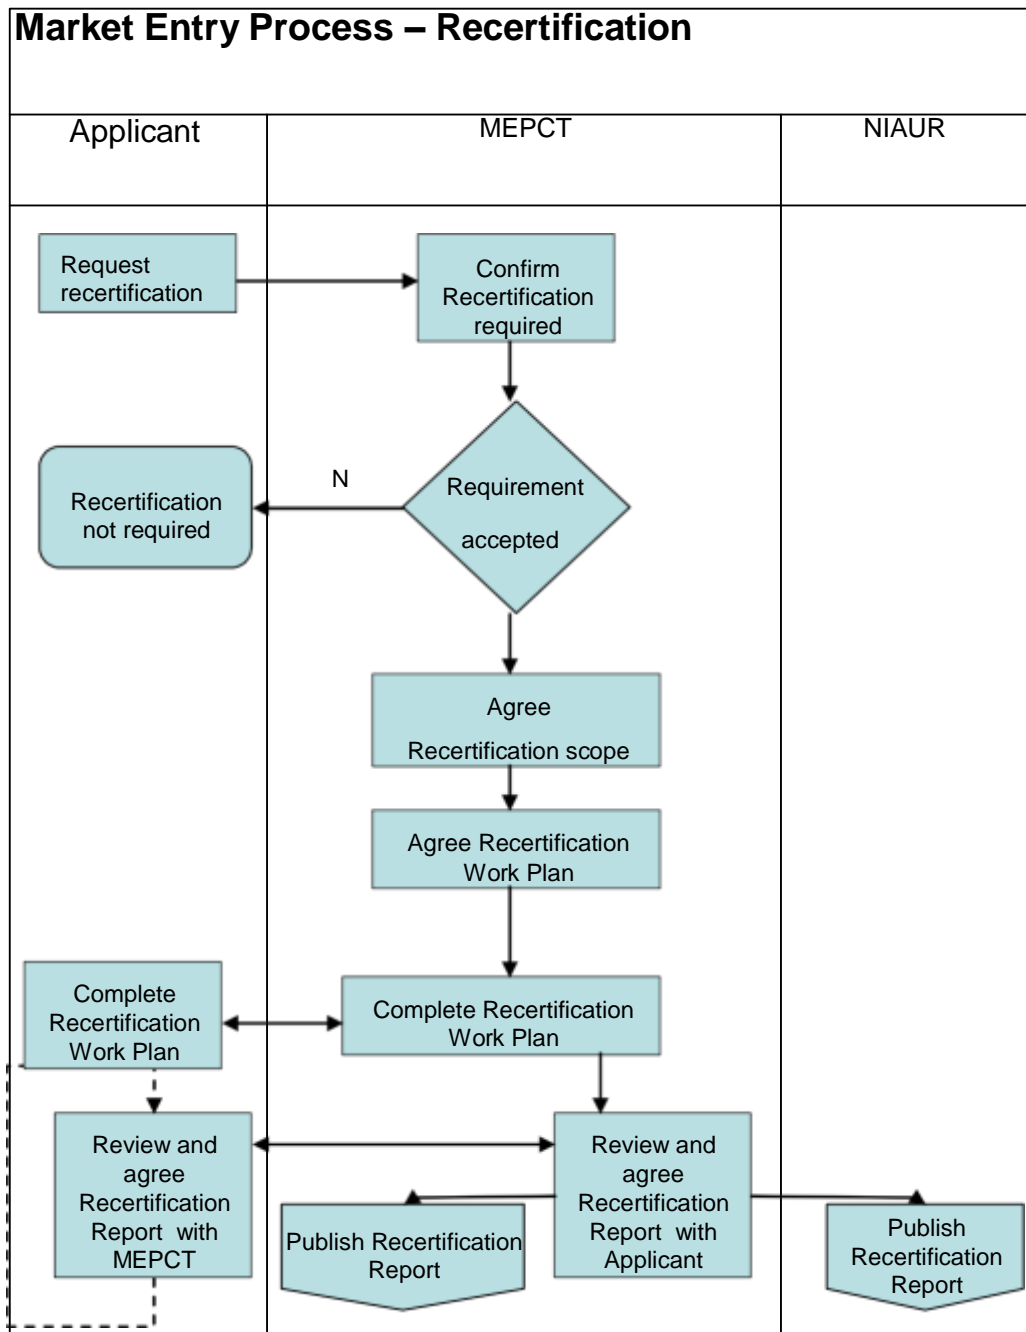 Market Entry Process – Recertification
Applicant
MEPCT
NIAUR
Request
recertification
Confirm
Recertification
required
Recertification
not required
N
Requirement
accepted
Agree
Recertification scope
Agree Recertification
Work Plan
Complete
Recertification
Work Plan
Complete Recertification
Work Plan
Review and
agree
Recertification
Report with
MEPCT
Publish Recertification
Report
Review and
agree
Recertification
Report with
Applicant
Publish
Recertification
Report